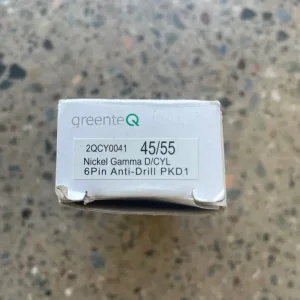 greenteQ
2QCY0041 45/55
Nickel Gamma D/CYL
6Pin Anti-Drill PKD1